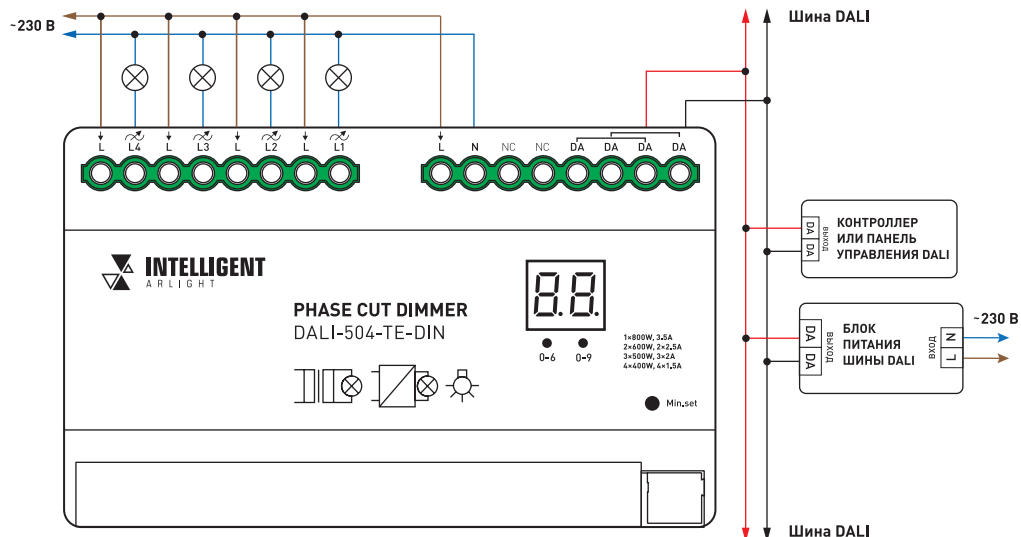 ~230 В
Шина DALI
L L4 L L3 L L2 L L1
L N NC NC DA DA DA DA
INTELLIGENT
ARLIGHT
PHASE CUT DIMMER
DALI-504-TE-DIN
8.8.
0-6 0-9
1×800W, 3.5A
2×600W, 2×2.5A
3×500W, 3×2A
4×400W, 4×1.5A
Min.set
DA
DA
ВЫХОД
КОНТРОЛЛЕР
ИЛИ ПАНЕЛЬ
УПРАВЛЕНИЯ DALI
DA
DA
ВЫХОД
БЛОК
ПИТАНИЯ
ШИНЫ DALI
ВХОД
N
L
~230 В
Шина DALI